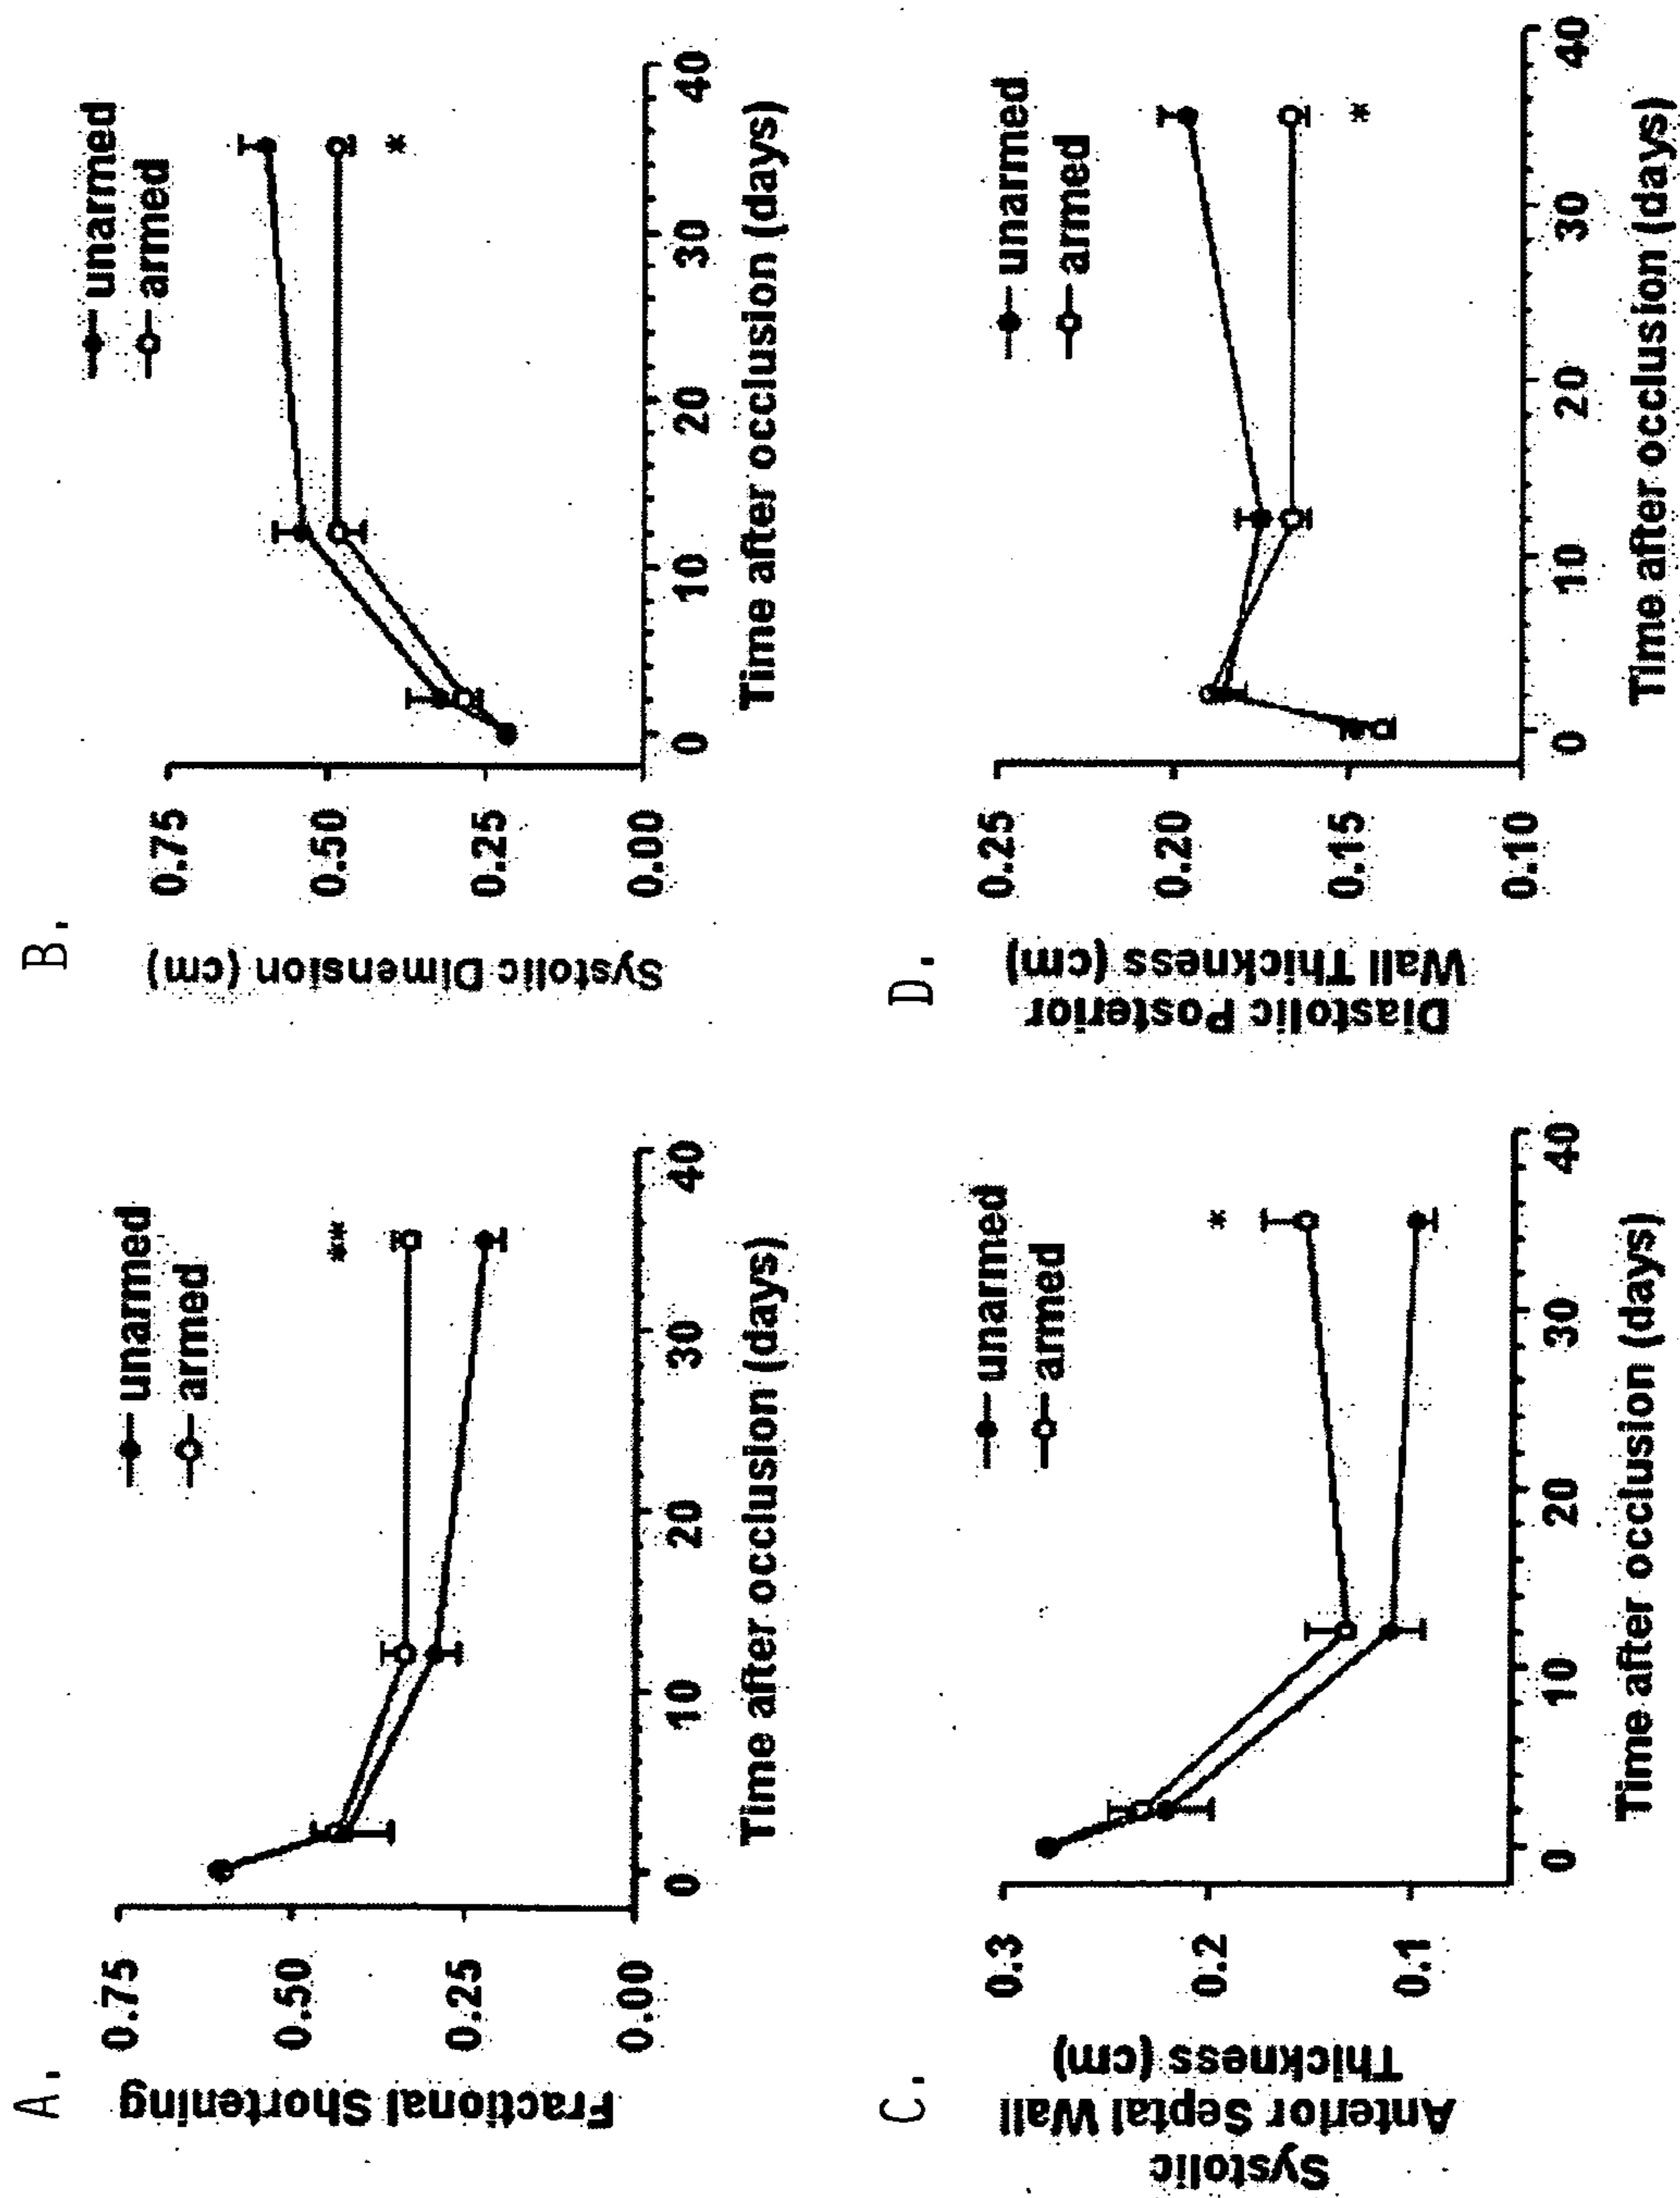 A.
Fractional Shortening
0.75
0.50
0.25
0.00
unarmed
armed
**
0 10 20 30 40
Time after occlusion (days)
B.
Systolic Dimension (cm)
0.75
0.50
0.25
0.00
unarmed
armed
*
0 10 20 30 40
Time after occlusion (days)
C.
Systolic
Anterior Septal Wall
Thickness (cm)
0.3
0.2
0.1
unarmed
armed
*
0 10 20 30 40
Time after occlusion (days)
D.
Diastolic Posterior
Wall Thickness (cm)
0.25
0.20
0.15
0.10
unarmed
armed
*
0 10 20 30 40
Time after occlusion (days)